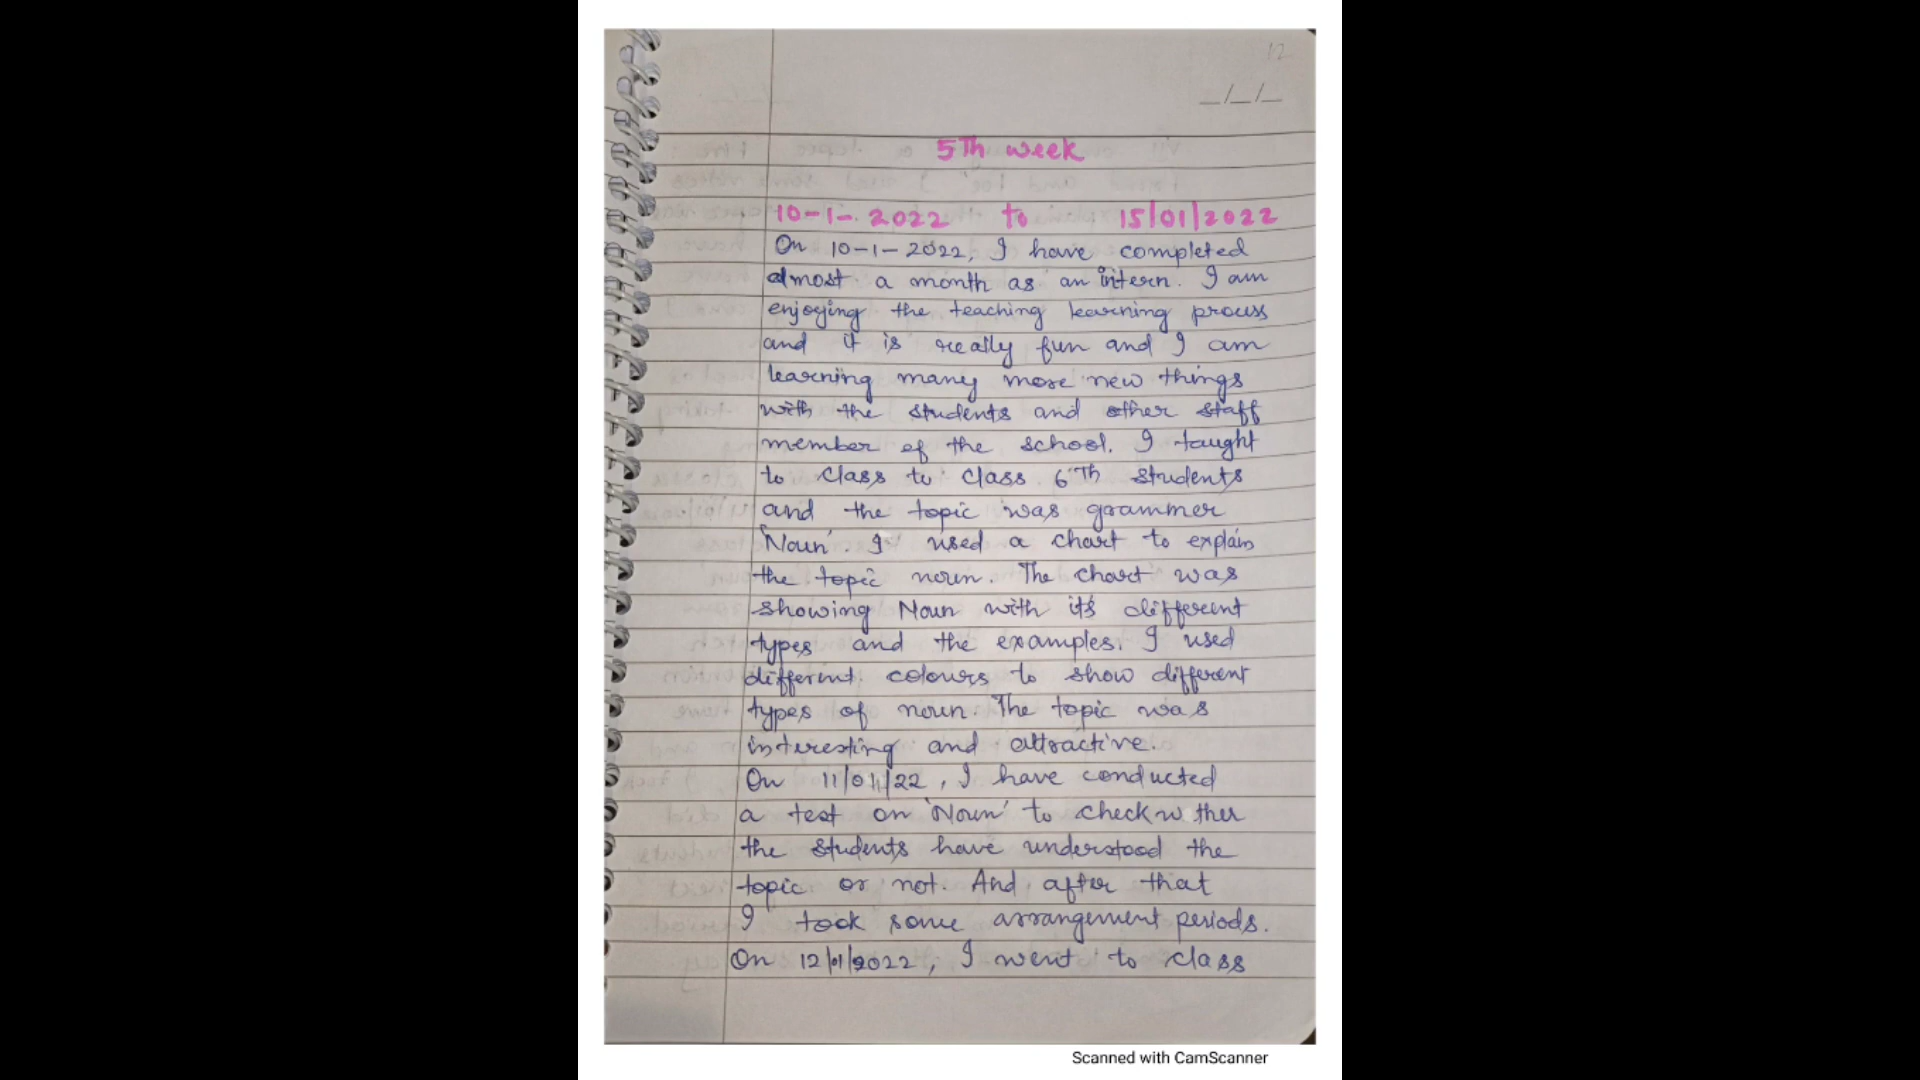 12
_/_/_
5Th week
10-1-2022 to 15/01/2022
On 10-1-2022, I have completed
almost a month as an intern. I am
enjoying the teaching learning process
and it is really fun and I am
learning many more new things
with the students and other staff
member of the school. I taught
to class to class 6Th students
and the topic was grammer
'Noun'. I used a chart to explain
the topic noun. The chart was
showing Noun with it's different
types and the examples. I used
different colours to show different
types of noun. The topic was
interesting and attractive.
On 11/01/22, I have conducted
a test on 'Noun' to check wther
the students have understood the
topic or not. And after that
I took some arrangement periods.
On 12/01/2022, I went to class
Scanned with CamScanner